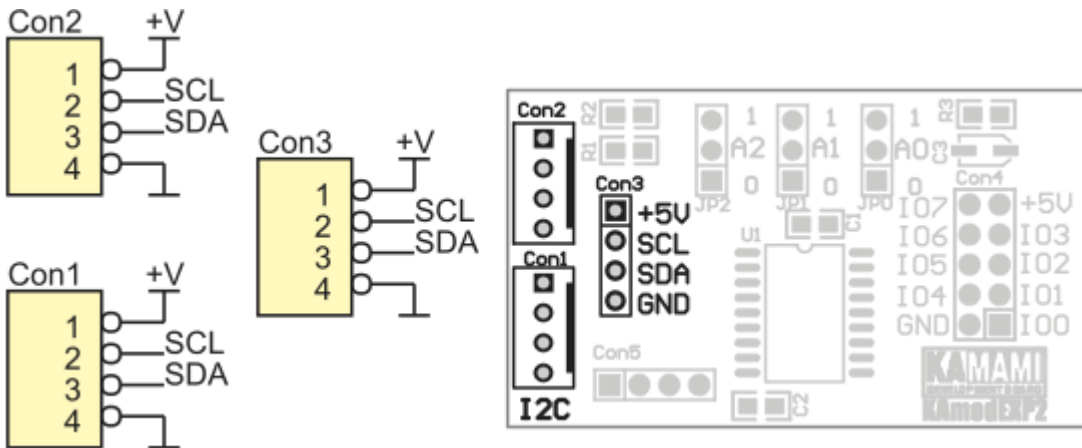 Con2
+V
1
2 SCL
3 SDA
4
Con3
+V
1
2 SCL
3 SDA
4
Con1
+V
1
2 SCL
3 SDA
4
Con2
R2
R1
1
A2
0
JP2
1
A1
0
JP1
1
A0
0
JP0
R3
C3
Con3
+5V
SCL
SDA
GND
Con1
I2C
Con5
U1
C1
C2
Con4
IO7 +5V
IO6 IO3
IO5 IO2
IO4 IO1
GND IO0
KAMAMI
KAmodEXP2